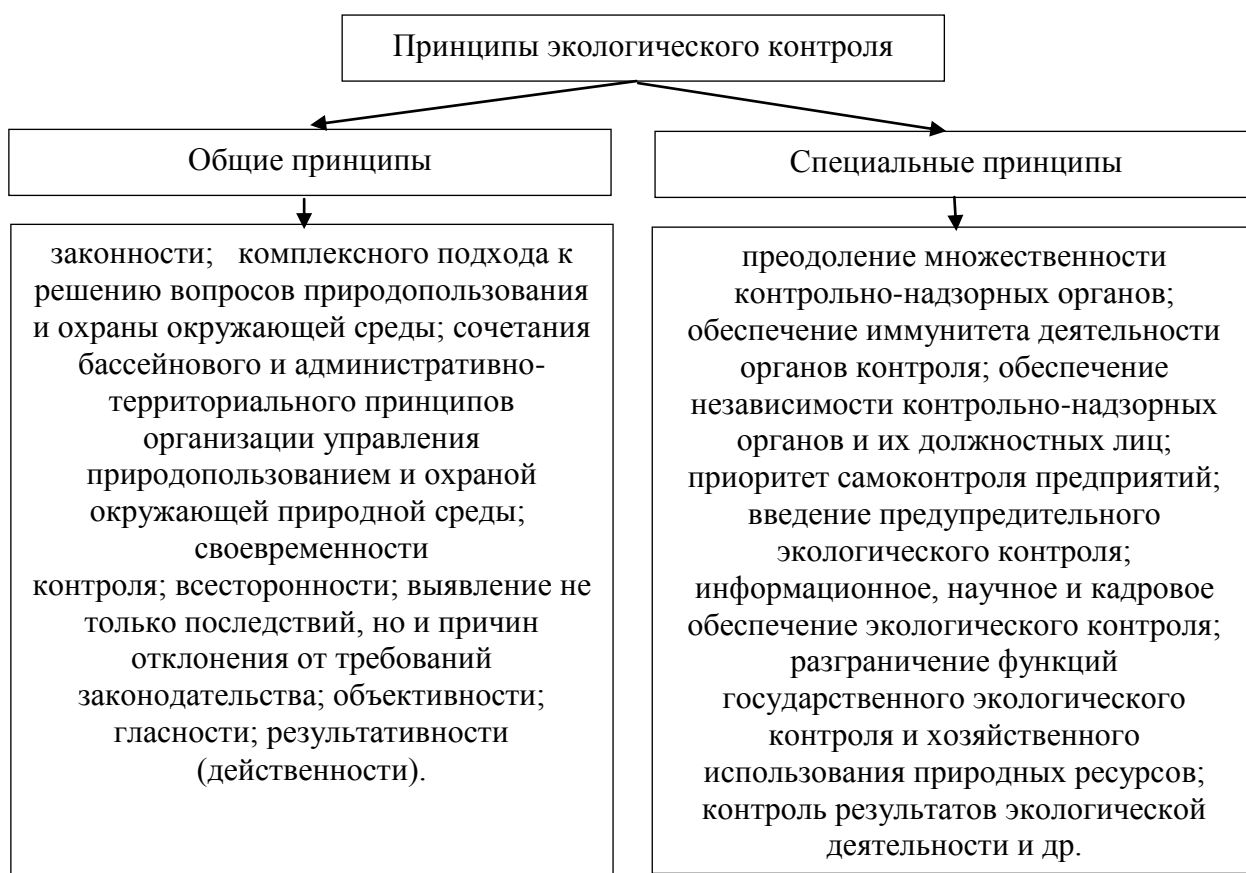 Принципы экологического контроля
Общие принципы
законности; комплексного подхода к
решению вопросов природопользования
и охраны окружающей среды; сочетания
бассейнового и административно-
территориального принципов
организации управления
природопользованием и охраной
окружающей природной среды;
своевременности
контроля; всесторонности; выявление не
только последствий, но и причин
отклонения от требований
законодательства; объективности;
гласности; результативности
(действенности).
Специальные принципы
преодоление множественности
контрольно-надзорных органов;
обеспечение иммунитета деятельности
органов контроля; обеспечение
независимости контрольно-надзорных
органов и их должностных лиц;
приоритет самоконтроля предприятий;
введение предупредительного
экологического контроля;
информационное, научное и кадровое
обеспечение экологического контроля;
разграничение функций
государственного экологического
контроля и хозяйственного
использования природных ресурсов;
контроль результатов экологической
деятельности и др.